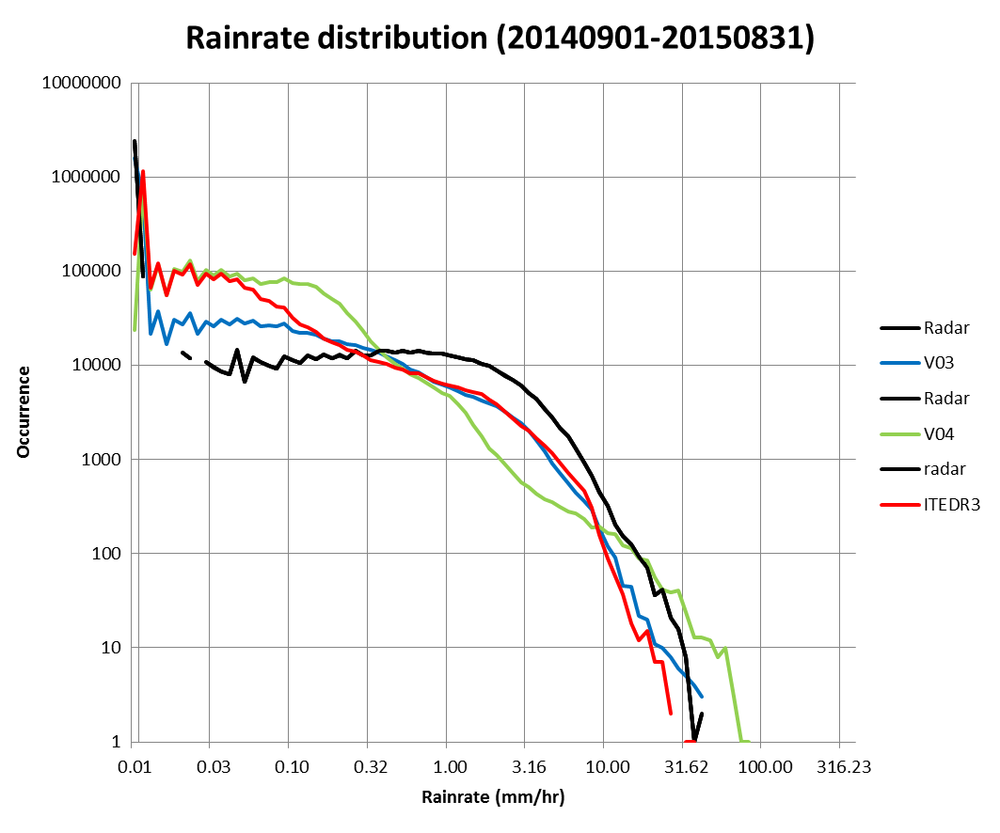 Rainrate distribution (20140901-20150831)
10000000
1000000
100000
10000
1000
100
10
1
Occurrence
0.01 0.03 0.10 0.32 1.00 3.16 10.00 31.62 100.00 316.23
Rainrate (mm/hr)
Radar
V03
Radar
V04
radar
ITEDR3